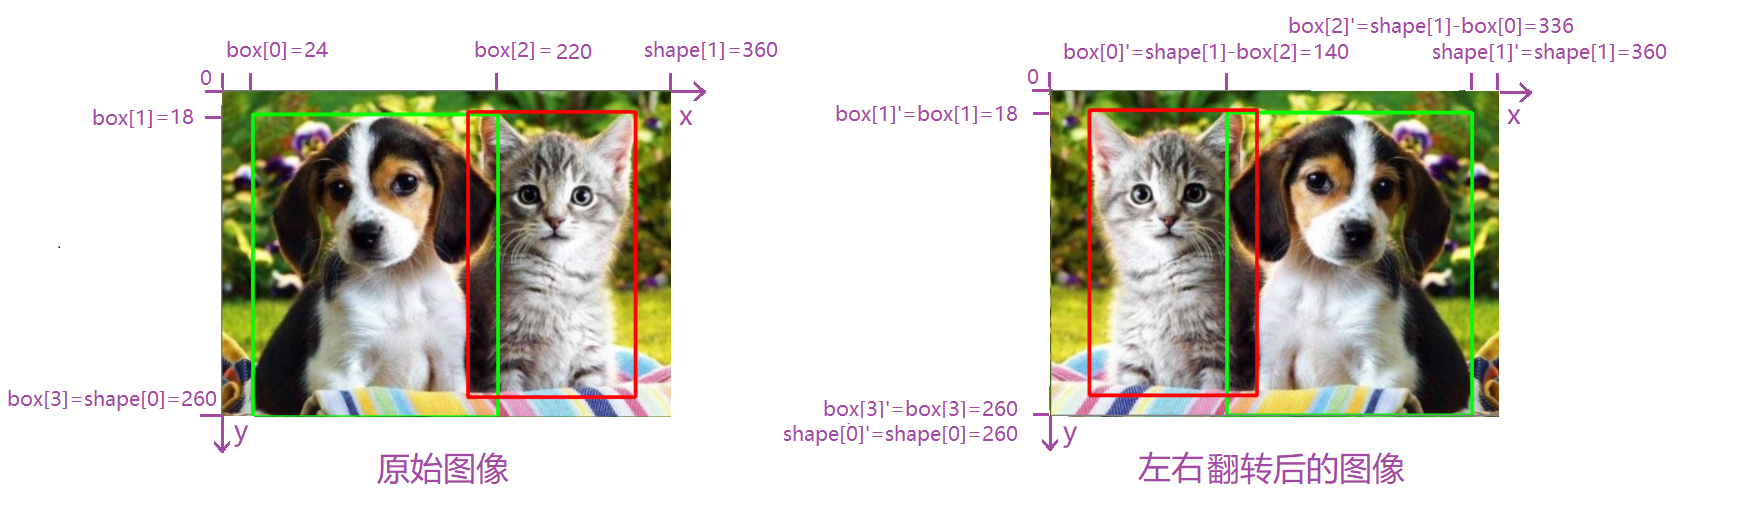 box[0]=24
box[2]=220
shape[1]=360
0
x
box[1]=18
box[3]=shape[0]=260
y
原始图像
box[2]'=shape[1]-box[0]=336
box[0]'=shape[1]-box[2]=140
shape[1]'=shape[1]=360
0
x
box[1]'=box[1]=18
box[3]'=box[3]=260
shape[0]'=shape[0]=260
y
左右翻转后的图像